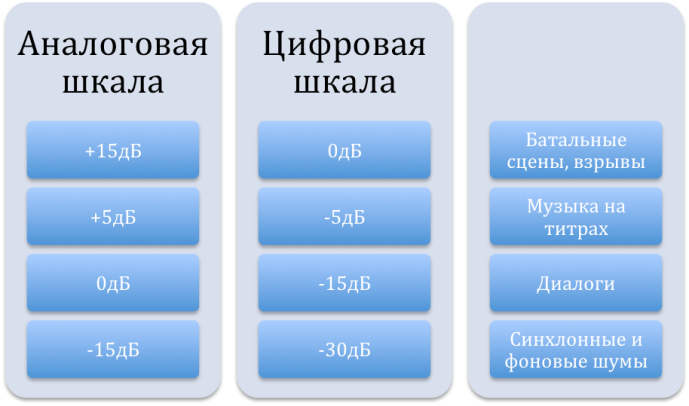 Аналоговая
шкала
+15дБ
+5дБ
0дБ
-15дБ
Цифровая
шкала
0дБ
-5дБ
-15дБ
-30дБ
Батальные
сцены, взрывы
Музыка на
титрах
Диалоги
Синхлонные и
фоновые шумы